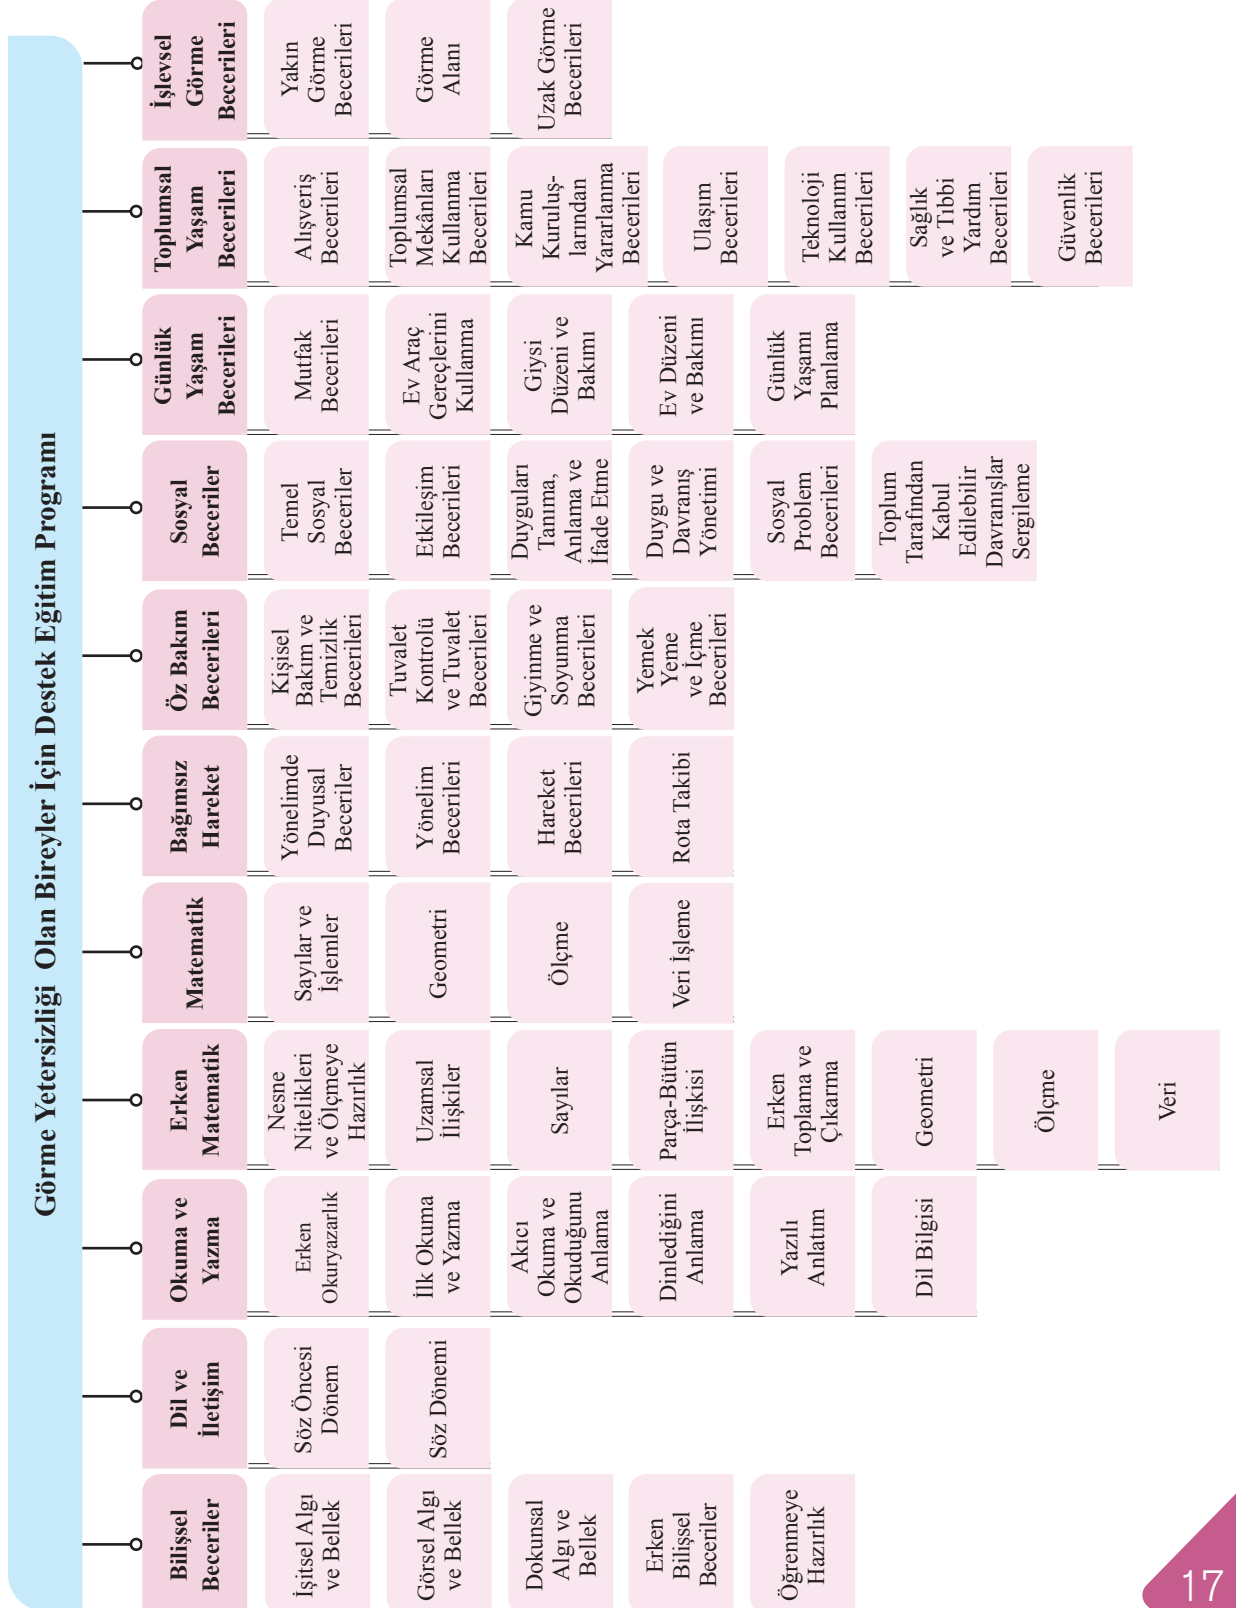 Görme Yetersizliği Olan Bireyler İçin Destek Eğitim Programı
Bilişsel
Beceriler
İşitsel Algı
ve Bellek
Görsel Algı
ve Bellek
Dokunsal
Algı ve
Bellek
Erken
Bilişsel
Beceriler
Öğrenmeye
Hazırlık
Dil ve
İletişim
Söz Öncesi
Dönem
Söz Dönemi
Okuma ve
Yazma
Erken
Okuryazarlık
İlk Okuma
ve Yazma
Akıcı
Okuma ve
Okuduğunu
Anlama
Dinlediğini
Anlama
Yazılı
Anlatım
Dil Bilgisi
Erken
Matematik
Nesne
Nitelikleri
ve Ölçmeye
Hazırlık
Uzamsal
İlişkiler
Sayılar
Parça-Bütün
İlişkisi
Erken
Toplama ve
Çıkarma
Geometri
Ölçme
Veri
Matematik
Sayılar ve
İşlemler
Geometri
Ölçme
Veri İşleme
Bağımsız
Hareket
Yönelimde
Duyusal
Beceriler
Yönelim
Becerileri
Hareket
Becerileri
Rota Takibi
Öz Bakım
Becerileri
Kişisel
Bakım ve
Temizlik
Becerileri
Tuvalet
Kontrolü
ve Tuvalet
Becerileri
Giyinme ve
Soyunma
Becerileri
Yemek
Yeme
ve İçme
Becerileri
Sosyal
Beceriler
Temel
Sosyal
Beceriler
Etkileşim
Becerileri
Duyguları
Tanıma,
Anlama ve
İfade Etme
Duygu ve
Davranış
Yönetimi
Sosyal
Problem
Becerileri
Toplum
Tarafından
Kabul
Edilebilir
Davranışlar
Sergileme
Günlük
Yaşam
Becerileri
Mutfak
Becerileri
Ev Araç
Gereçlerini
Kullanma
Giysi
Düzeni ve
Bakımı
Ev Düzeni
ve Bakımı
Günlük
Yaşamı
Planlama
Toplumsal
Yaşam
Becerileri
Alışveriş
Becerileri
Toplumsal
Mekânları
Kullanma
Becerileri
Kamu
Kuruluş-
larından
Yararlanma
Becerileri
Ulaşım
Becerileri
Teknoloji
Kullanım
Becerileri
Sağlık
ve Tıbbi
Yardım
Becerileri
Güvenlik
Becerileri
İşlevsel
Görme
Becerileri
Yakın
Görme
Becerileri
Görme
Alanı
Uzak Görme
Becerileri
17